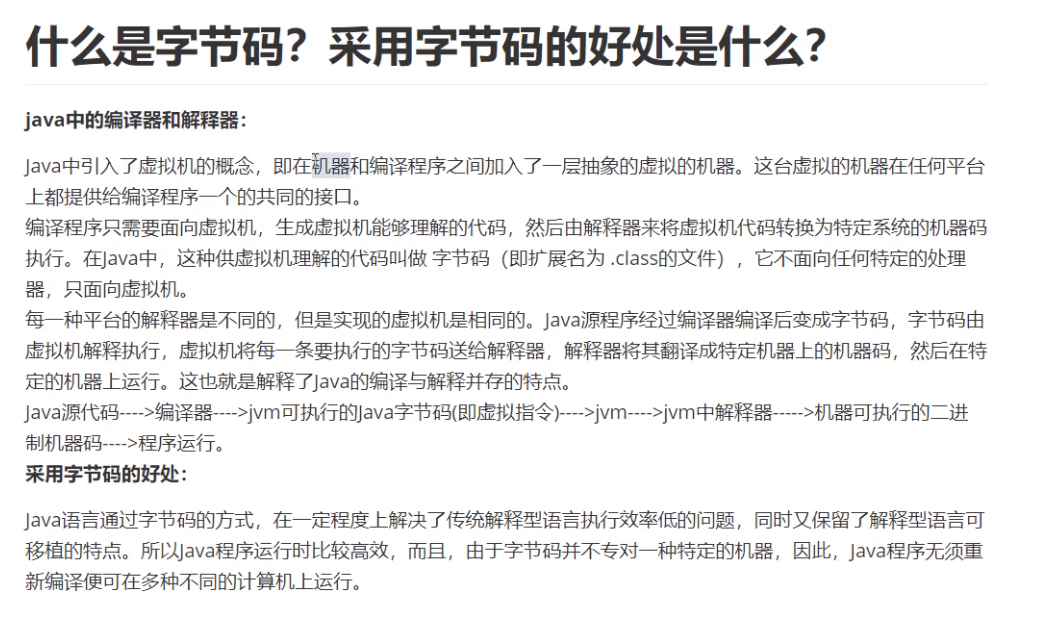 什么是字节码？采用字节码的好处是什么？
java中的编译器和解释器：
Java中引入了虚拟机的概念，即在机器和编译程序之间加入了一层抽象的虚拟的机器。这台虚拟的机器在任何平台
上都提供给编译程序一个的共同的接口。
编译程序只需要面向虚拟机，生成虚拟机能够理解的代码，然后由解释器来将虚拟机代码转换为特定系统的机器码
执行。在Java中，这种供虚拟机理解的代码叫做 字节码（即扩展名为 .class的文件），它不面向任何特定的处理
器，只面向虚拟机。
每一种平台的解释器是不同的，但是实现的虚拟机是相同的。Java源程序经过编译器编译后变成字节码，字节码由
虚拟机解释执行，虚拟机将每一条要执行的字节码送给解释器，解释器将其翻译成特定机器上的机器码，然后在特
定的机器上运行。这也就是解释了Java的编译与解释并存的特点。
Java源代码---->编译器---->jvm可执行的Java字节码(即虚拟指令)---->jvm---->jvm中解释器----->机器可执行的二进
制机器码---->程序运行。
采用字节码的好处：
Java语言通过字节码的方式，在一定程度上解决了传统解释型语言执行效率低的问题，同时又保留了解释型语言可
移植的特点。所以Java程序运行时比较高效，而且，由于字节码并不专对一种特定的机器，因此，Java程序无须重
新编译便可在多种不同的计算机上运行。